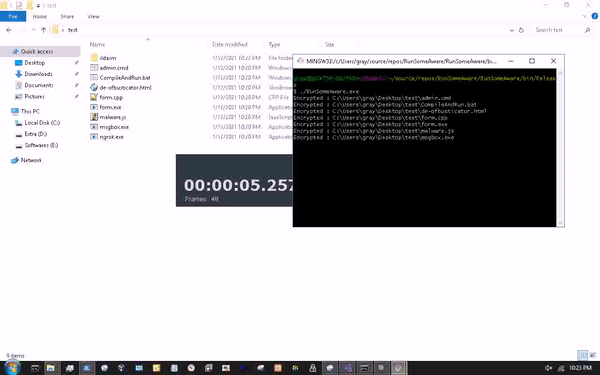 test
File
Home
Share
View
test
Search test
Quick access
Desktop
Downloads
Documents
Pictures
This PC
Local Disk (C:)
Extra (D:)
Softwares (E:)
Network
Name
Date modified
Type
Size
ildasm
1/12/2021 10:23 PM
File folder
admin.cmd
1/12/2021 10:20 PM
Windows
CompileAndRun.bat
1/12/2021 10:20 PM
Windows
de-ofbusticator.html
1/12/2021 10:20 PM
form.cpp
1/12/2021 10:20 PM
CPP File
form.exe
1/12/2021 10:20 PM
Applicati
malware.js
1/12/2021 10:20 PM
JavaScri
msgbox.exe
1/12/2021 10:20 PM
Applicati
ngrok.exe
1/12/2021 10:20 PM
Applicati
00:00:05.257
Frames : 48
MINGW32:/c/Users/gray/source/repos/RunSomeAware/RunSomeAware/bin
~/source/repos/RunSomeAware/RunSomeAware/bin/Releas
$ ./RunSomeAware.exe
Encrypted : C:\Users\gray\Desktop\test\admin.cmd
Encrypted : C:\Users\gray\Desktop\test\CompileAndRun.bat
Encrypted : C:\Users\gray\Desktop\test\de-ofbusticator.html
Encrypted : C:\Users\gray\Desktop\test\form.cpp
Encrypted : C:\Users\gray\Desktop\test\form.exe
Encrypted : C:\Users\gray\Desktop\test\malware.js
Encrypted : C:\Users\gray\Desktop\test\msgbox.exe
9 items
10:23 PM